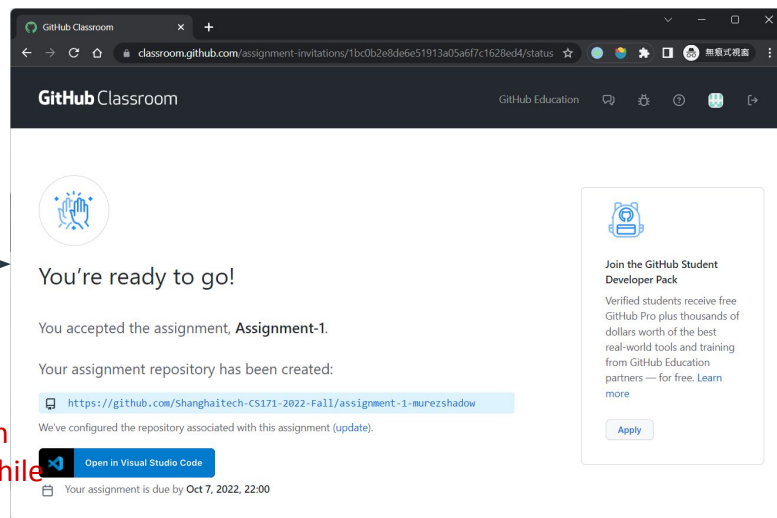 GitHub Classroom
classroom.github.com/assignment-invitations/1bc0b2e8de6e51913a05a6f7c1628ed4/status
無痕式視窗
GitHub Classroom
GitHub Education
You're ready to go!
You accepted the assignment, Assignment-1.
Your assignment repository has been created:
https://github.com/Shanghaitech-CS171-2022-Fall/assignment-1-murezshadow
We've configured the repository associated with this assignment (update).
Open in Visual Studio Code
Your assignment is due by Oct 7, 2022, 22:00
Join the GitHub Student
Developer Pack
Verified students receive free
GitHub Pro plus thousands of
dollars worth of the best
real-world tools and training
from GitHub Education
partners — for free. Learn
more
Apply